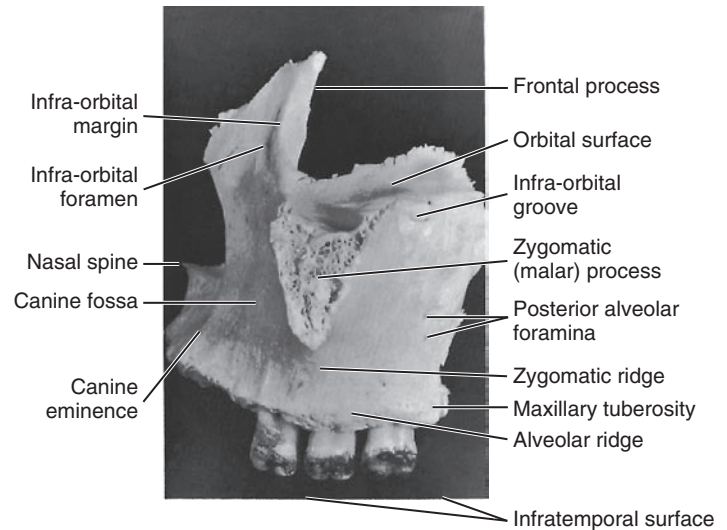 Infra-orbital
margin
Infra-orbital
foramen
Nasal spine
Canine fossa
Canine
eminence
Frontal process
Orbital surface
Infra-orbital
groove
Zygomatic
(malar) process
Posterior alveolar
foramina
Zygomatic ridge
Maxillary tuberosity
Alveolar ridge
Infratemporal surface